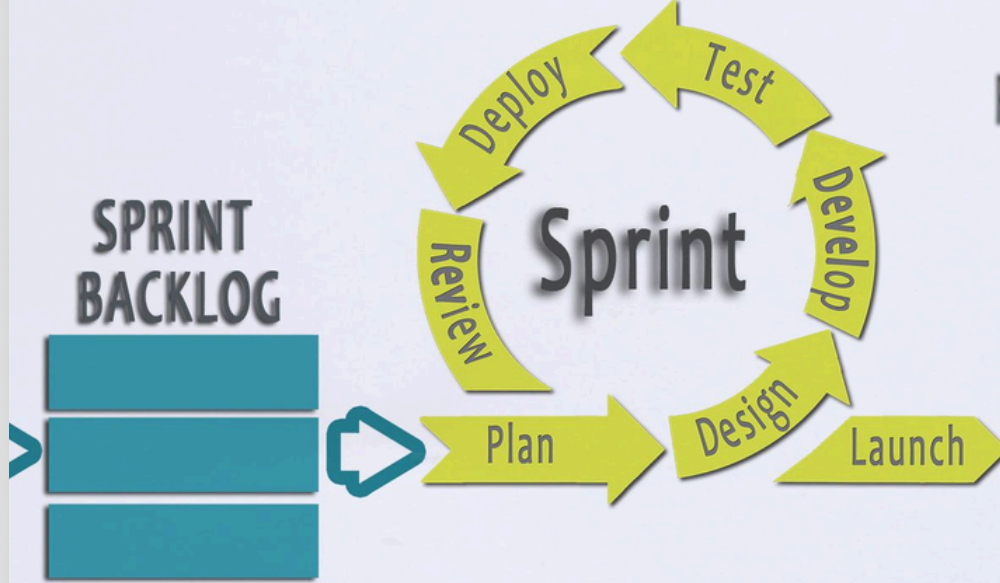 SPRINT
BACKLOG
Sprint
Plan
Design
Develop
Test
Deploy
Review
Launch